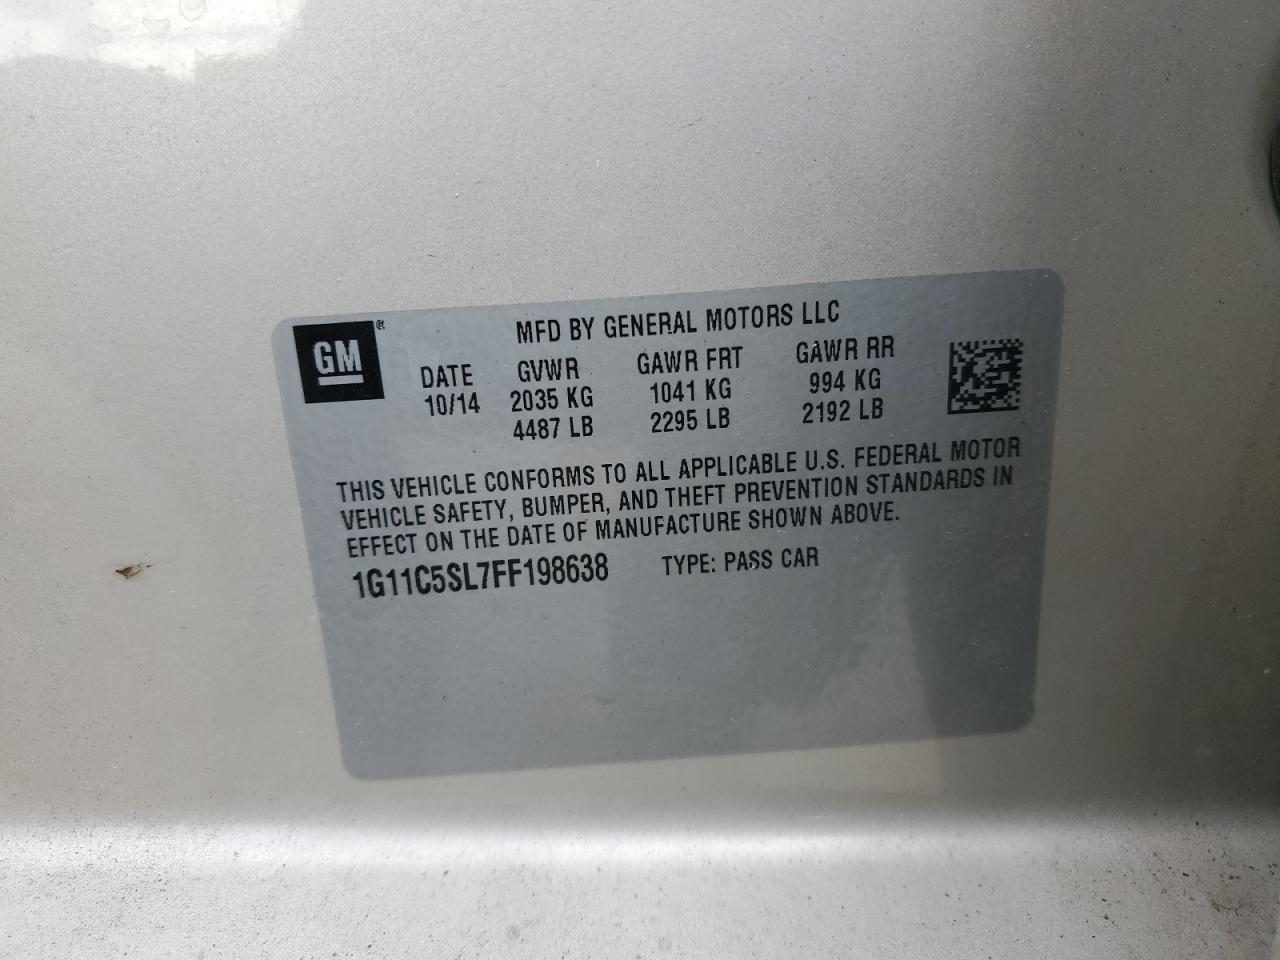 GM®
MFD BY GENERAL MOTORS LLC
DATE GVWR GAWR FRT GAWR RR
10/14 2035 KG 1041 KG 994 KG
4487 LB 2295 LB 2192 LB
THIS VEHICLE CONFORMS TO ALL APPLICABLE U.S. FEDERAL MOTOR
VEHICLE SAFETY, BUMPER, AND THEFT PREVENTION STANDARDS IN
EFFECT ON THE DATE OF MANUFACTURE SHOWN ABOVE.
1G11C5SL7FF198638 TYPE: PASS CAR